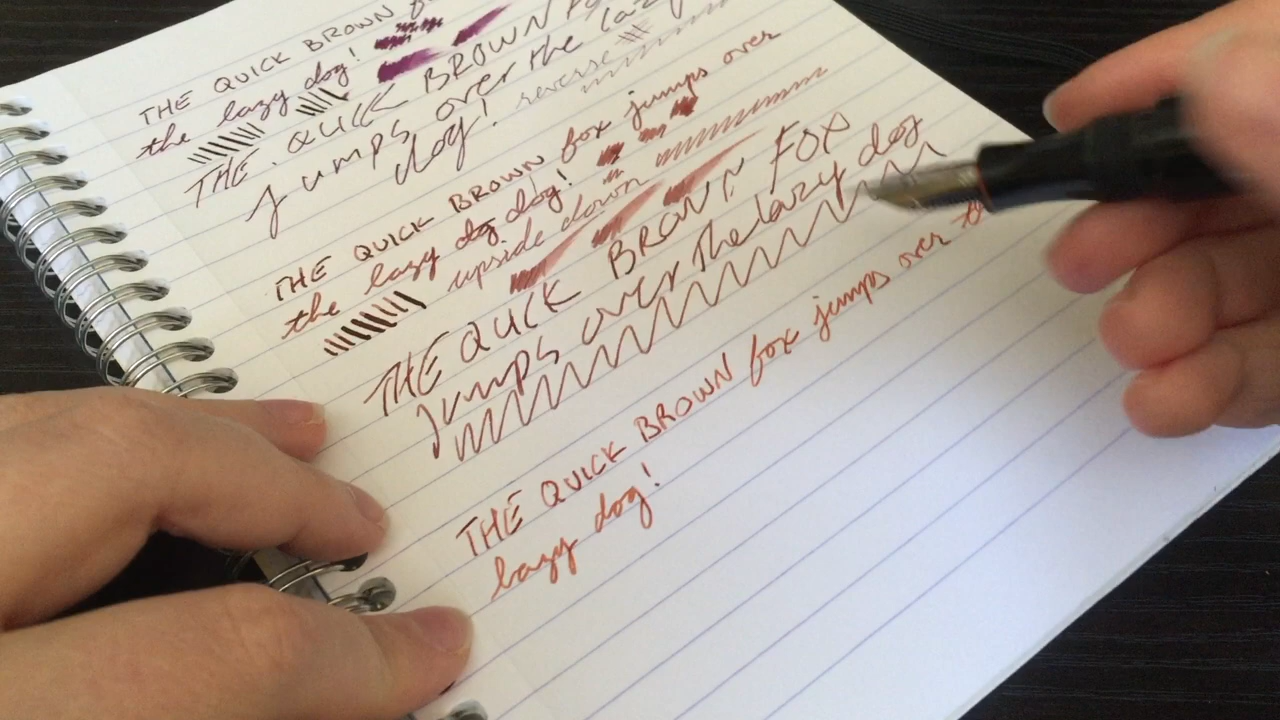 THE QUICK BROWN
the lazy dog!
THE QUICK BROWN
jumps over the lazy
dog! reverse
THE QUICK BROWN fox jumps over
the lazy dg dog!
upside down
THE QUICK BROWN FOX
jumps over the lazy dog
THE QUICK BROWN fox jumps over
lazy dog!